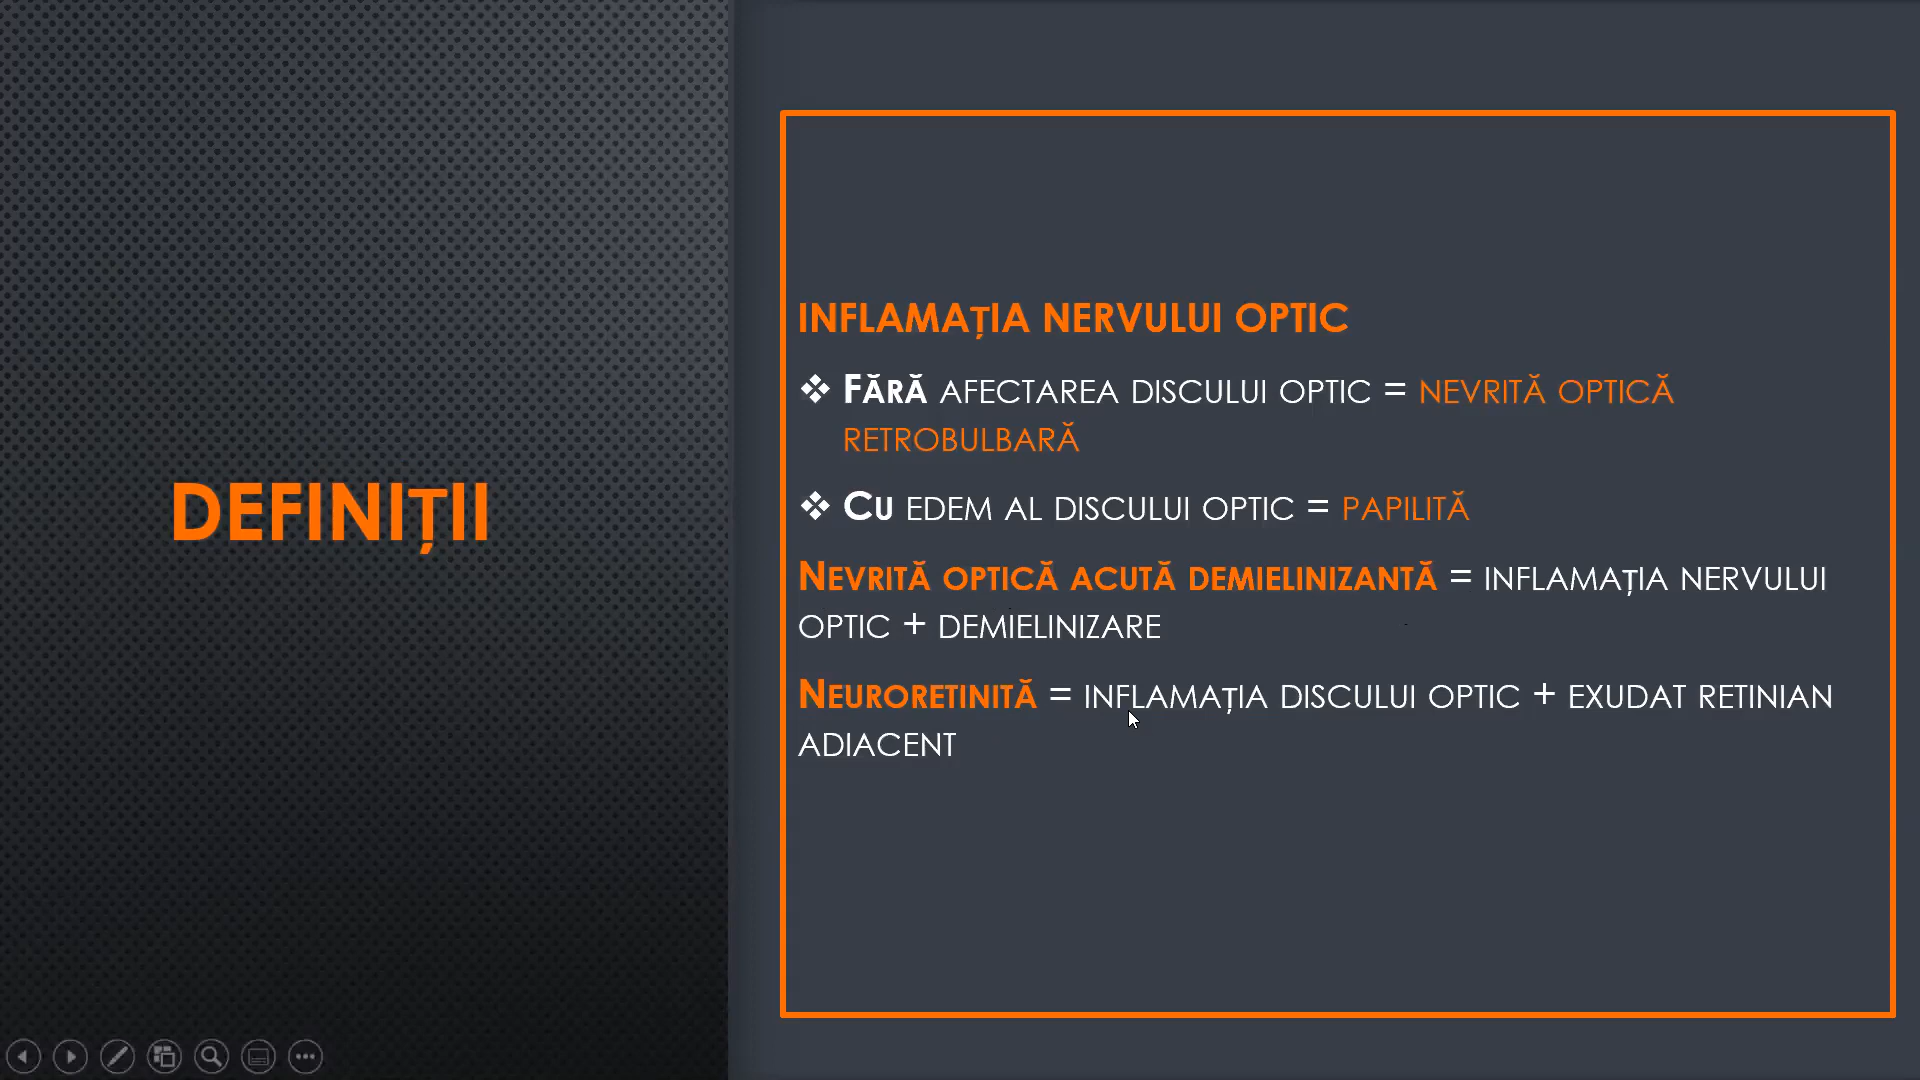 DEFINIȚII
INFLAMAȚIA NERVULUI OPTIC
❖ FĂRĂ AFECTAREA DISCULUI OPTIC = NEVRITĂ OPTICĂ
RETROBULBARĂ
❖ CU EDEM AL DISCULUI OPTIC = PAPILITĂ
NEVRITĂ OPTICĂ ACUTĂ DEMIELINIZANTĂ = INFLAMAȚIA NERVULUI
OPTIC + DEMIELINIZARE
NEURORETINITĂ = INFLAMAȚIA DISCULUI OPTIC + EXUDAT RETINIAN
ADIACENT